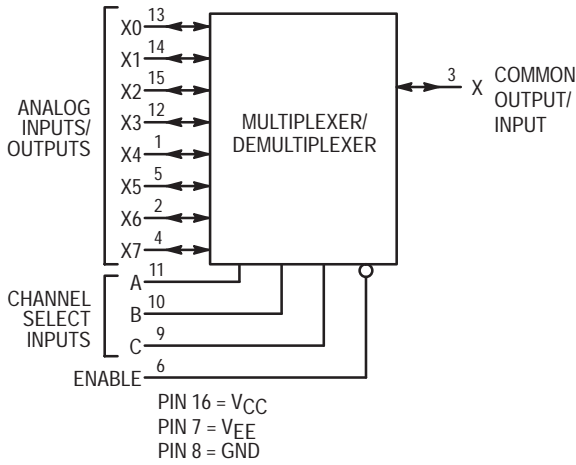 ANALOG
INPUTS/
OUTPUTS
X0 13
X1 14
X2 15
X3 12
X4 1
X5 5
X6 2
X7 4
MULTIPLEXER/
DEMULTIPLEXER
3 X COMMON
OUTPUT/
INPUT
CHANNEL
SELECT
INPUTS
A 11
B 10
C 9
ENABLE 6
PIN 16 = VCC
PIN 7 = VEE
PIN 8 = GND